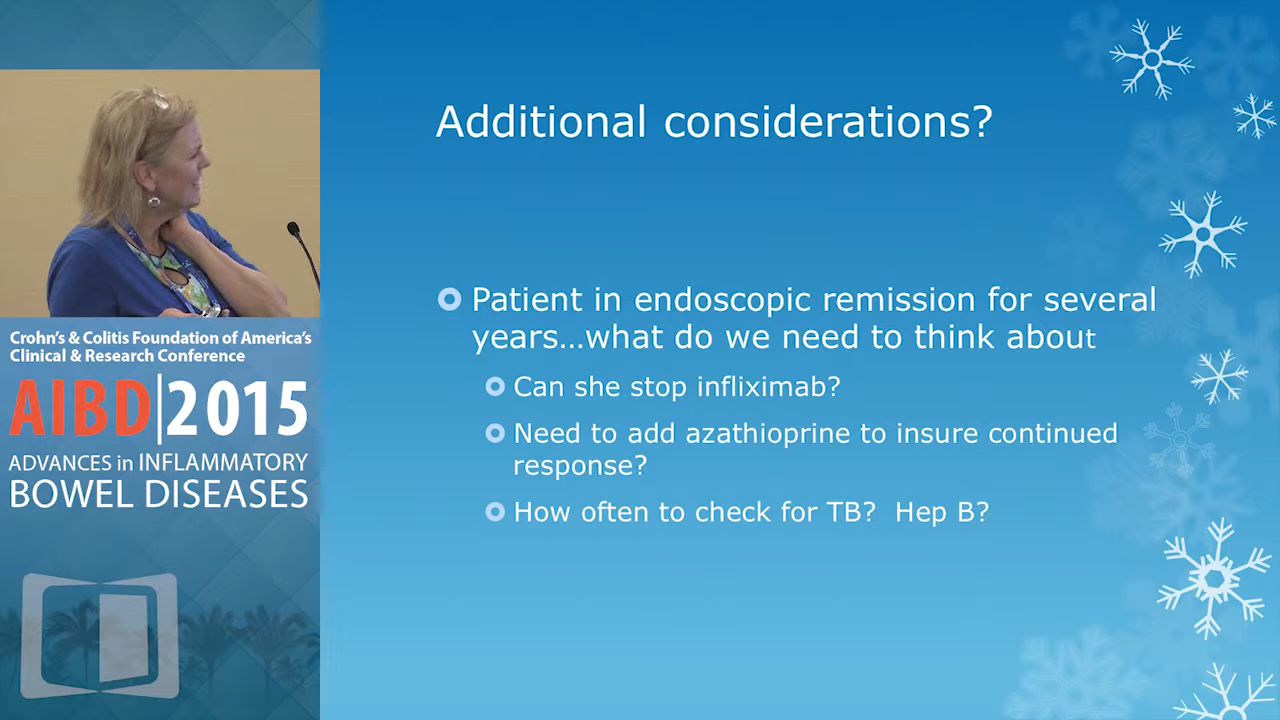 Crohn's & Colitis Foundation of America's
Clinical & Research Conference
AIBD|2015
ADVANCES in INFLAMMATORY
BOWEL DISEASES
Additional considerations?
Patient in endoscopic remission for several
years...what do we need to think about
Can she stop infliximab?
Need to add azathioprine to insure continued
response?
How often to check for TB?  Hep B?